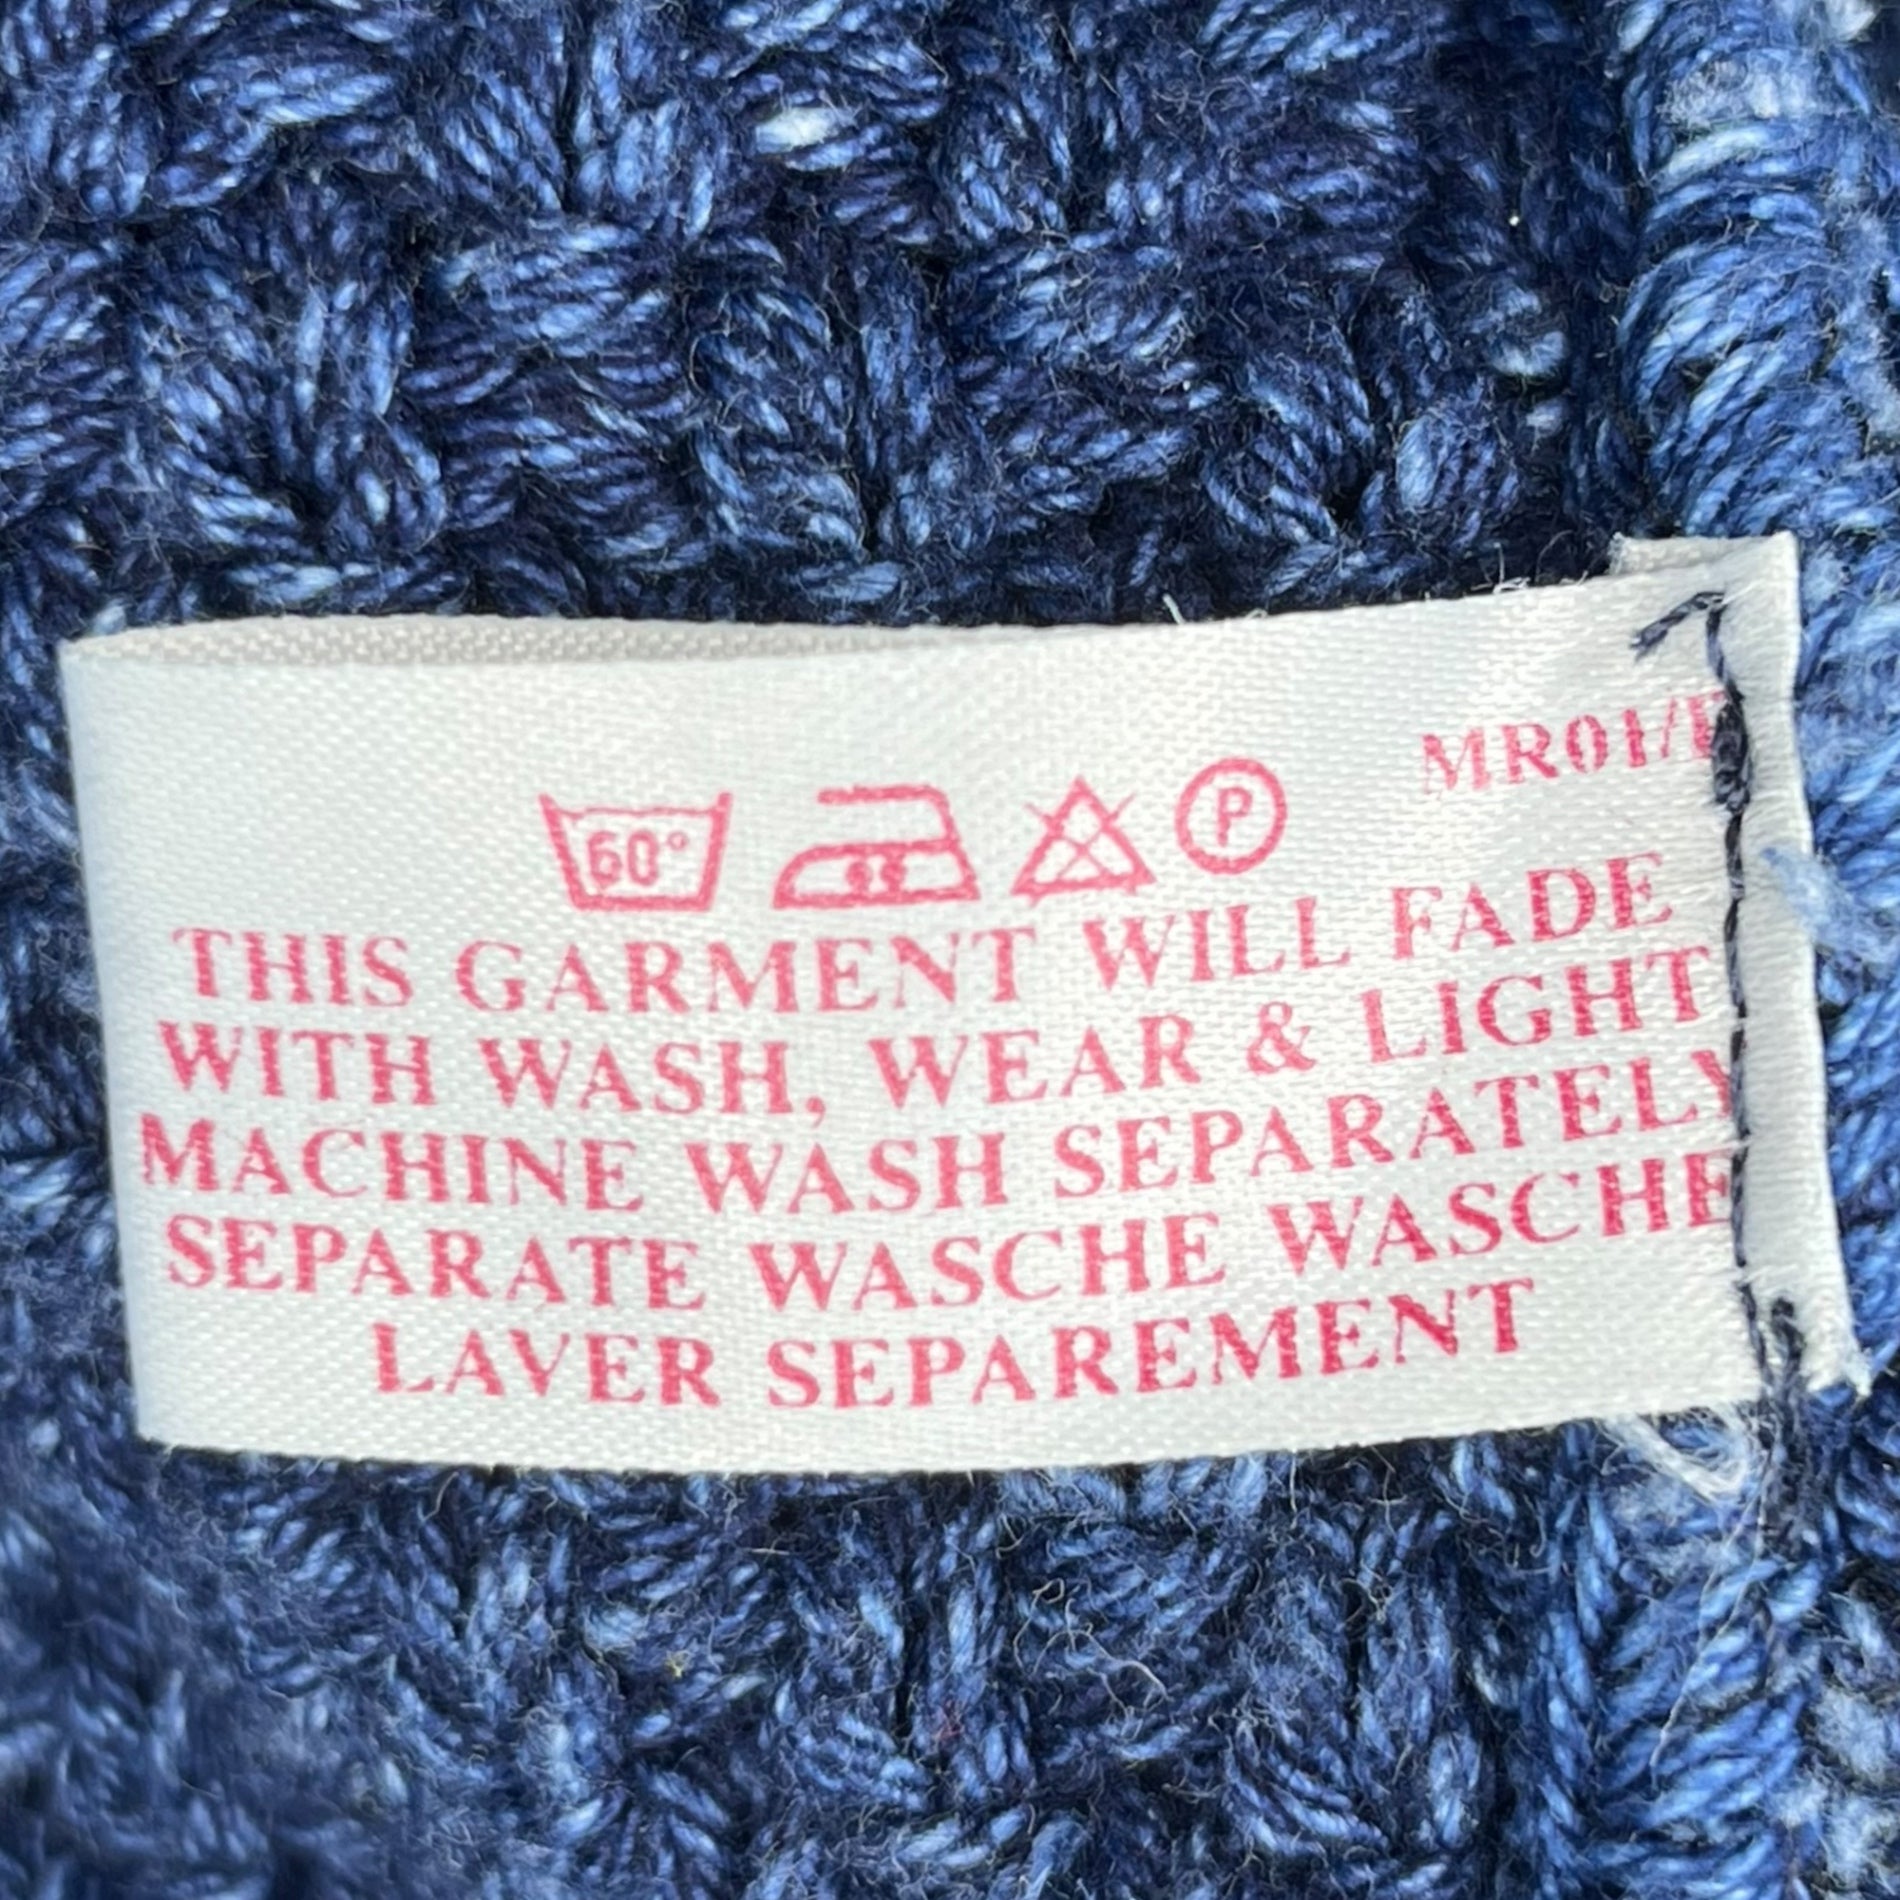 MR01/
60°
P
THIS GARMENT WILL FADE
WITH WASH, WEAR & LIGHT
MACHINE WASH SEPARATELY
SEPARATE WASCHE WASCHE
LAVER SEPAREMENT